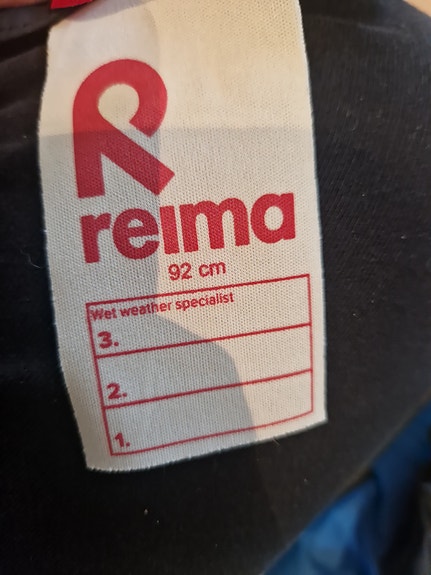 reima
92 cm
Wet weather specialist
3.
2.
1.